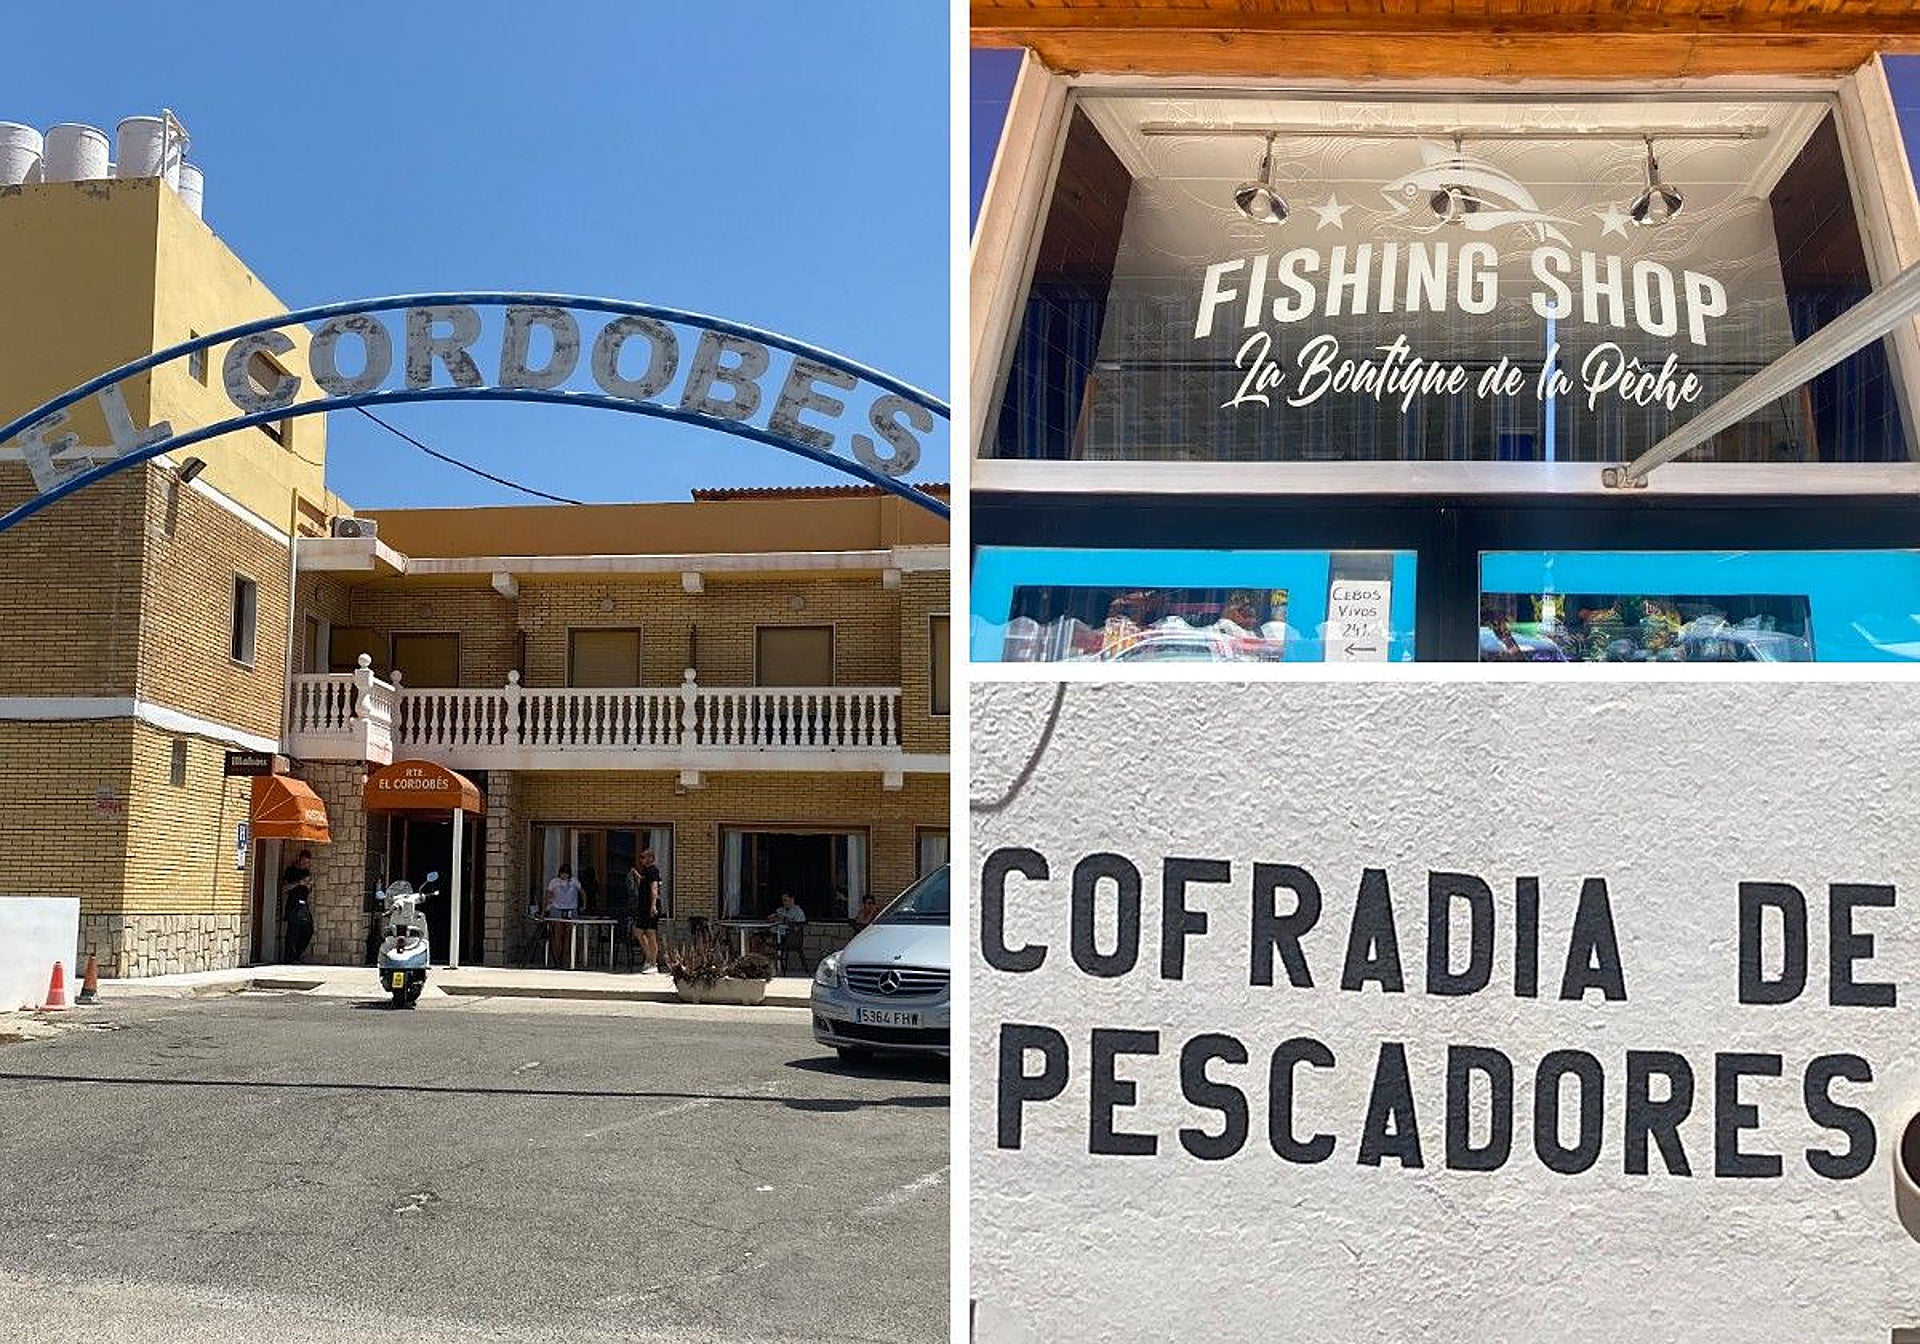 EL CORDOBES
Mahou
RTE.
EL CORDOBÉS
H
5364 FHW
FISHING SHOP
La Boutique de la Pêche
CEBOS
VIVOS
24h
COFRADIA DE
PESCADORES